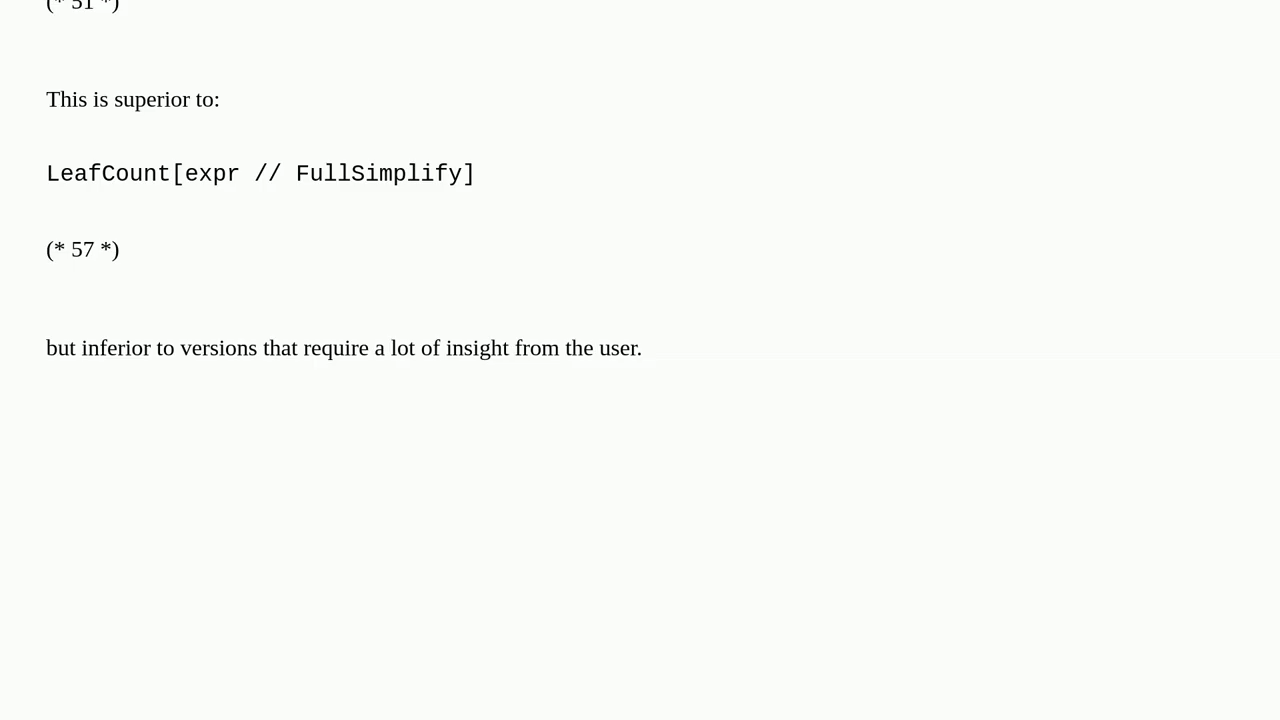 (* 51 *)
This is superior to:
LeafCount[expr // FullSimplify]
(* 57 *)
but inferior to versions that require a lot of insight from the user.